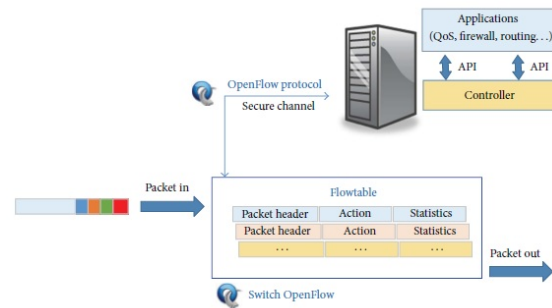 Applications
(QoS, firewall, routing. . .)
API
API
Controller
OpenFlow protocol
Secure channel
Packet in
Flowtable
Packet header
Action
Statistics
Packet header
Action
Statistics
. . .
. . .
. . .
Packet out
Switch OpenFlow